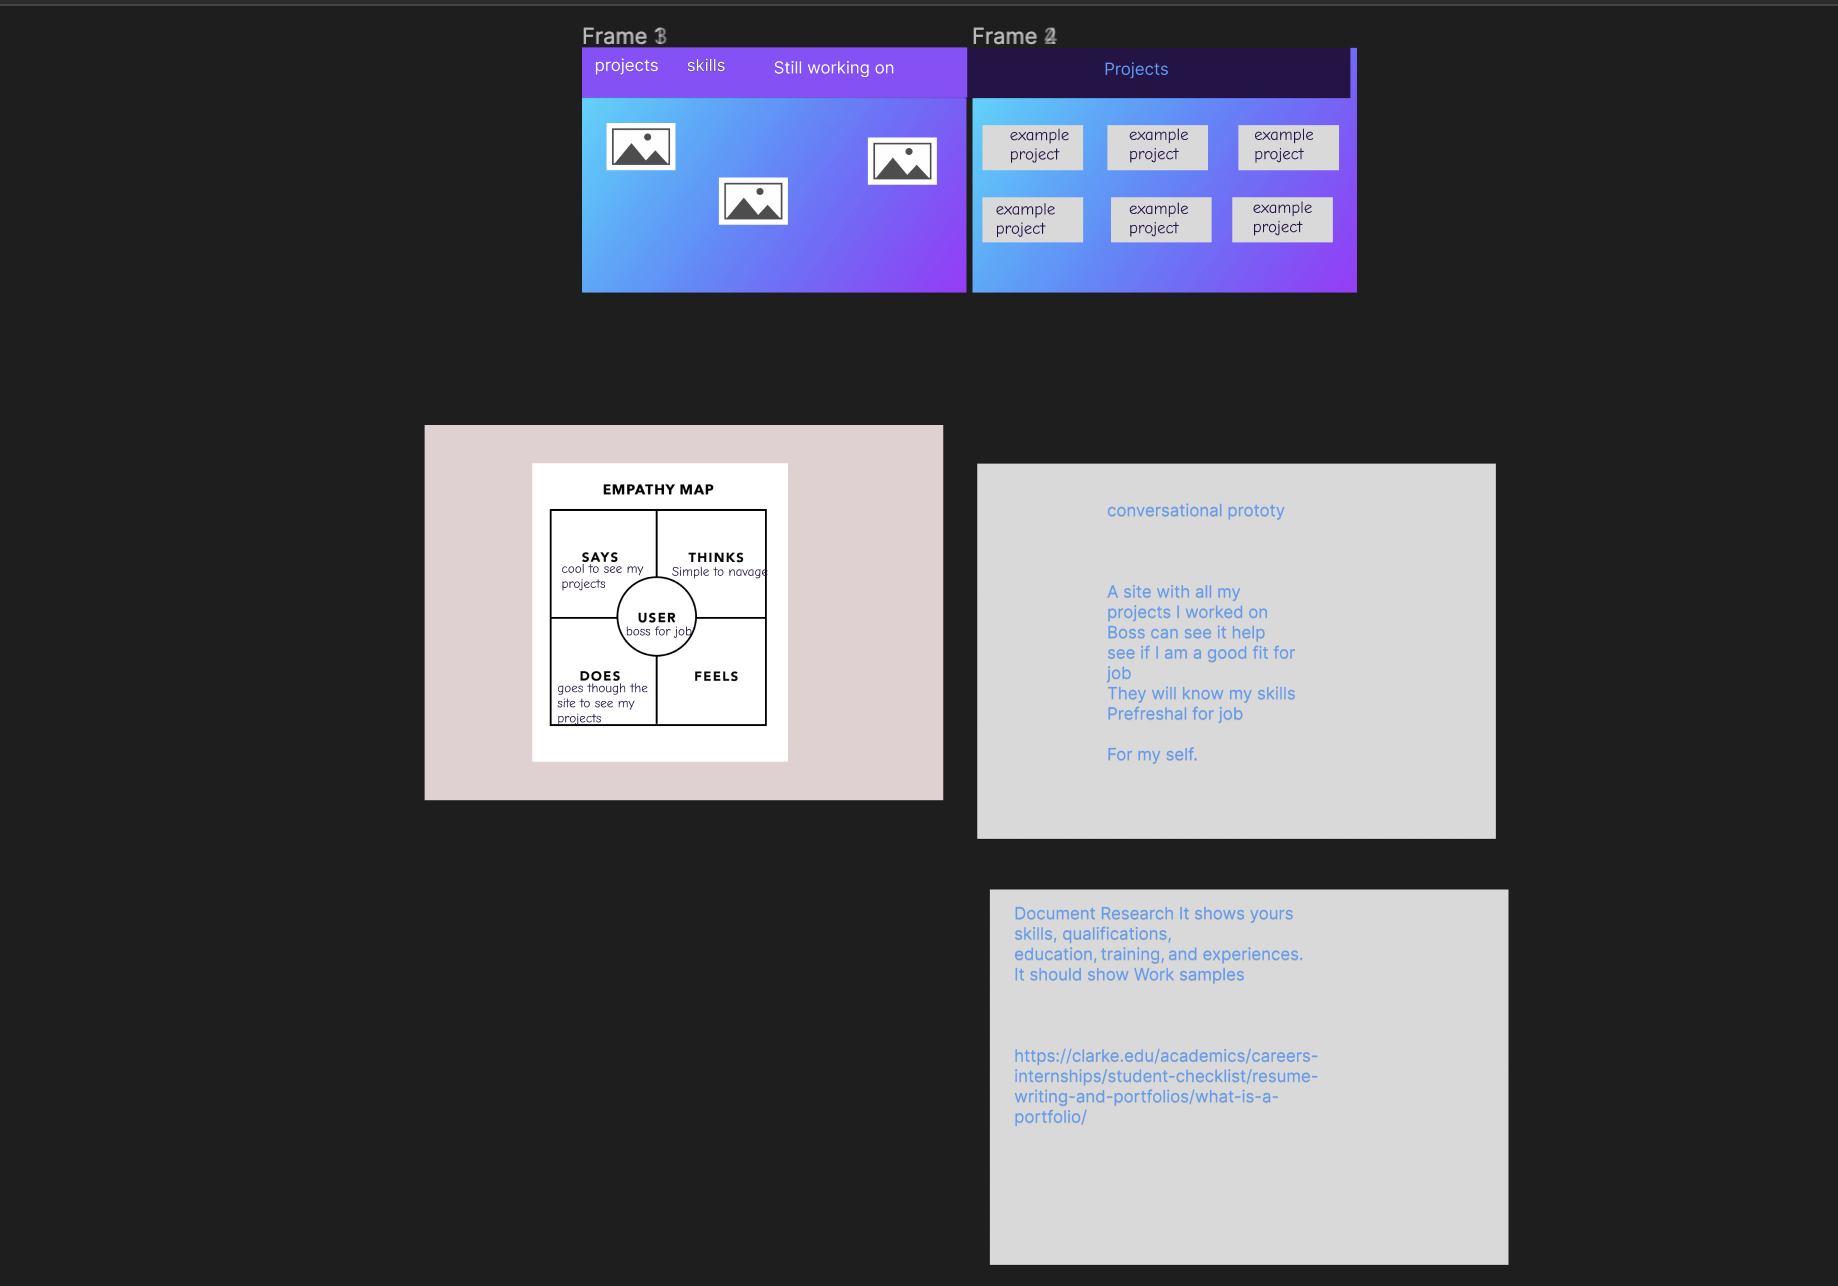 Frame
Frame
projects
skills
Still working on
Projects
example
project
example
project
example
project
example
project
example
project
example
project
EMPATHY MAP
SAYS
cool to see my
projects
THINKS
Simple to navage
USER
boss for job
DOES
goes though the
site to see my
projects
FEELS
conversational prototy
A site with all my
projects I worked on
Boss can see it help
see if I am a good fit for
job
They will know my skills
Prefreshal for job
For my self.
Document Research It shows yours
skills, qualifications,
education, training, and experiences.
It should show Work samples
https://clarke.edu/academics/careers-
internships/student-checklist/resume-
writing-and-portfolios/what-is-a-
portfolio/